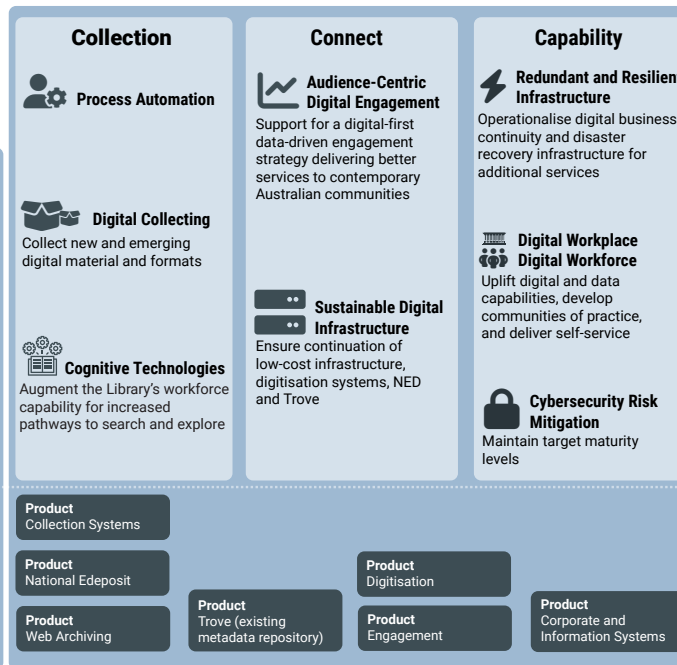 Collection
Process Automation
Digital Collecting
Collect new and emerging
digital material and formats
Cognitive Technologies
Augment the Library's workforce
capability for increased
pathways to search and explore
Connect
Audience-Centric
Digital Engagement
Support for a digital-first
data-driven engagement
strategy delivering better
services to contemporary
Australian communities
Sustainable Digital
Infrastructure
Ensure continuation of
low-cost infrastructure,
digitisation systems, NED
and Trove
Capability
Redundant and Resilient
Infrastructure
Operationalise digital business
continuity and disaster
recovery infrastructure for
additional services
Digital Workplace
Digital Workforce
Uplift digital and data
capabilities, develop
communities of practice,
and deliver self-service
Cybersecurity Risk
Mitigation
Maintain target maturity
levels
Product
Collection Systems
Product
National Edeposit
Product
Web Archiving
Product
Trove (existing
metadata repository)
Product
Digitisation
Product
Engagement
Product
Corporate and
Information Systems